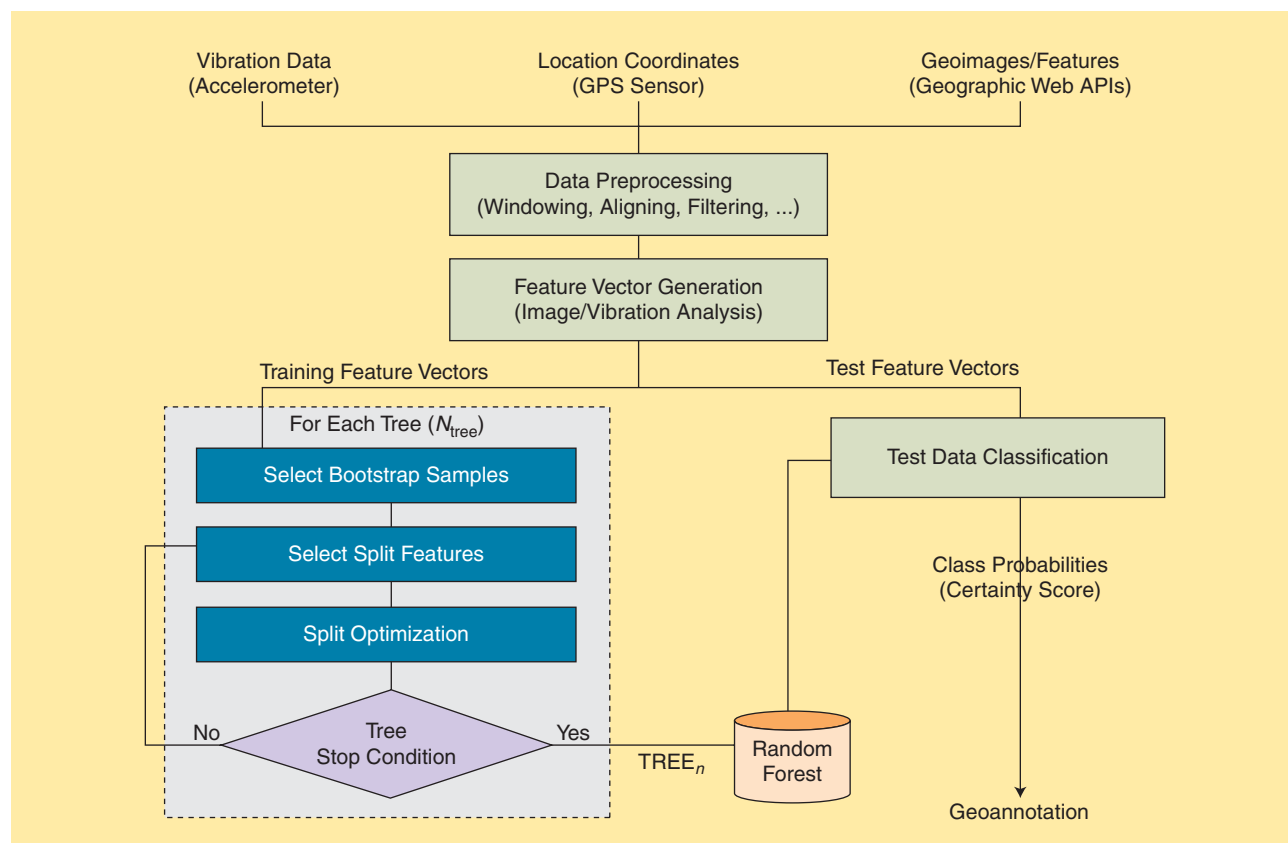 Vibration Data
(Accelerometer)
Location Coordinates
(GPS Sensor)
Geoimages/Features
(Geographic Web APIs)
Data Preprocessing
(Windowing, Aligning, Filtering, ...)
Feature Vector Generation
(Image/Vibration Analysis)
Training Feature Vectors
Test Feature Vectors
For Each Tree (Ntree)
Select Bootstrap Samples
Test Data Classification
Select Split Features
Class Probabilities
(Certainty Score)
Split Optimization
No
Tree
Stop Condition
Yes
TREEn
Random
Forest
Geoannotation